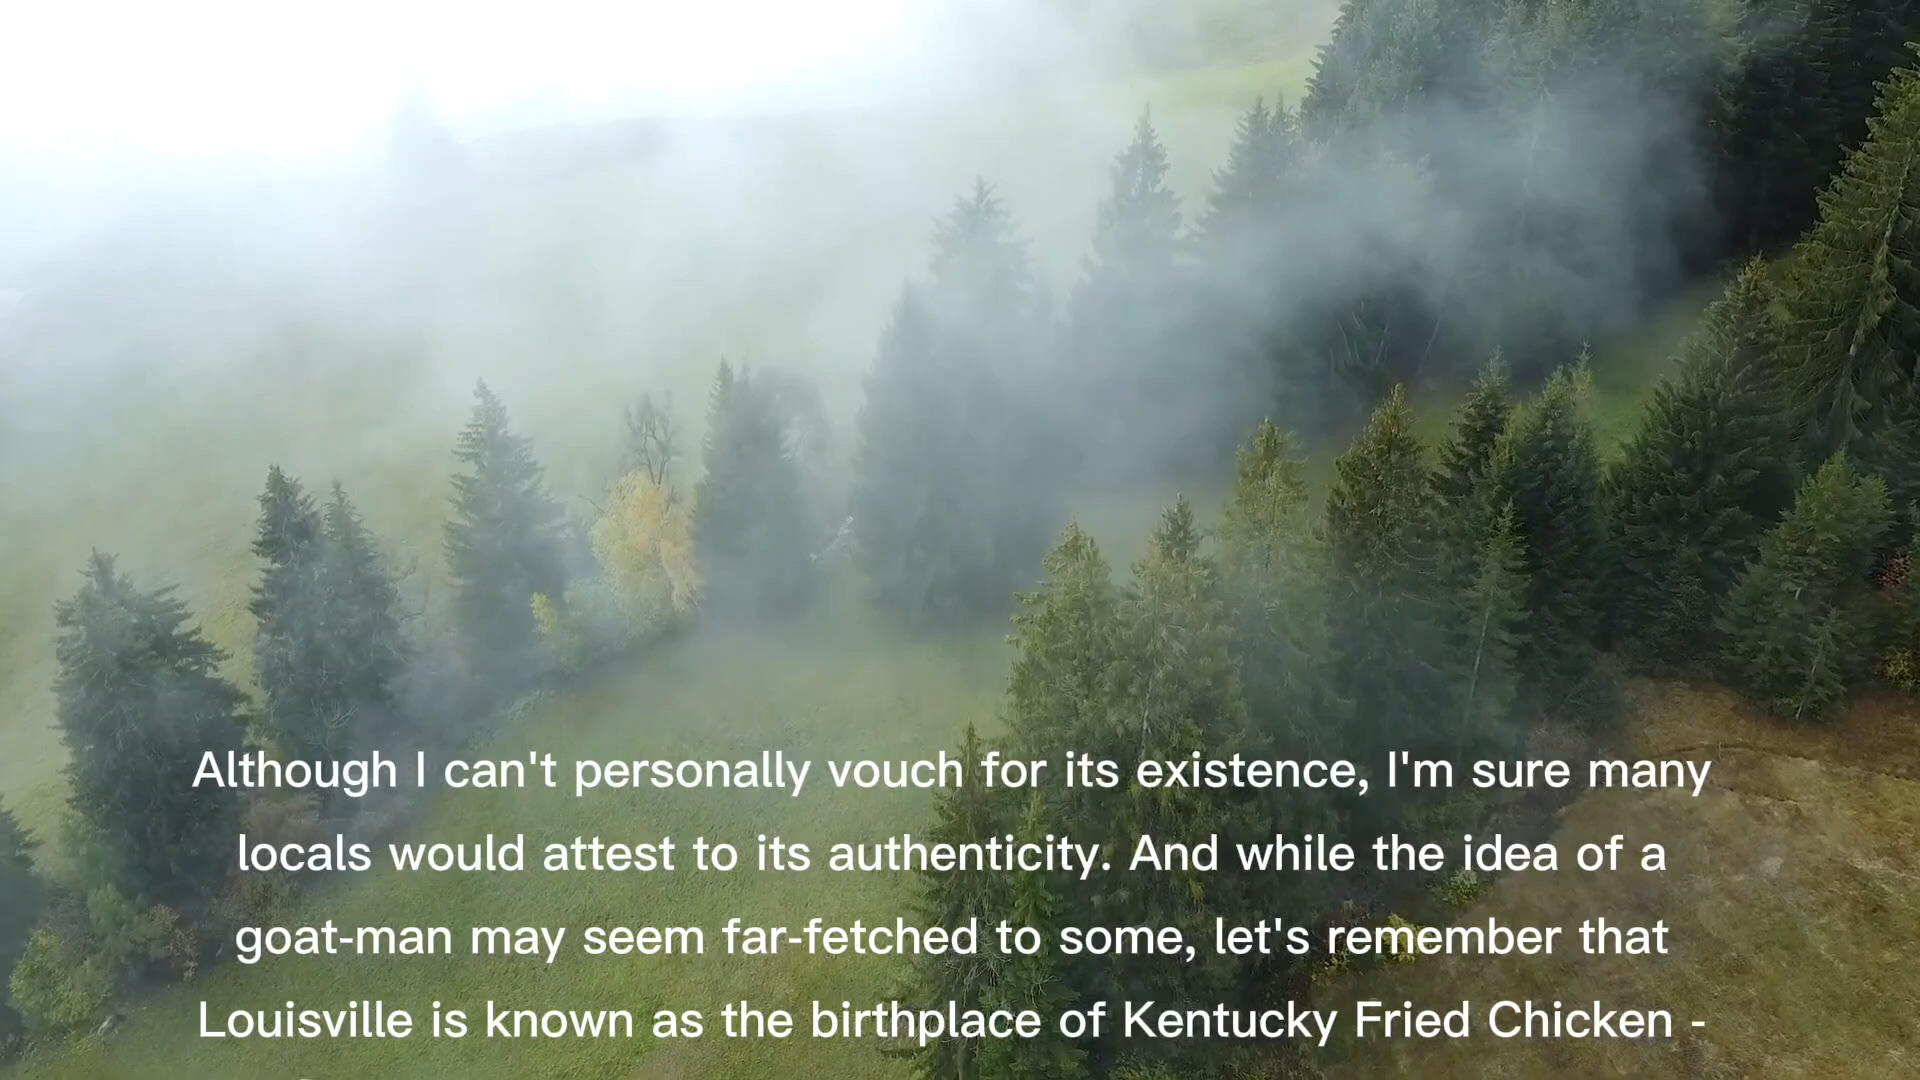 Although I can't personally vouch for its existence, I'm sure many
locals would attest to its authenticity. And while the idea of a
goat-man may seem far-fetched to some, let's remember that
Louisville is known as the birthplace of Kentucky Fried Chicken -